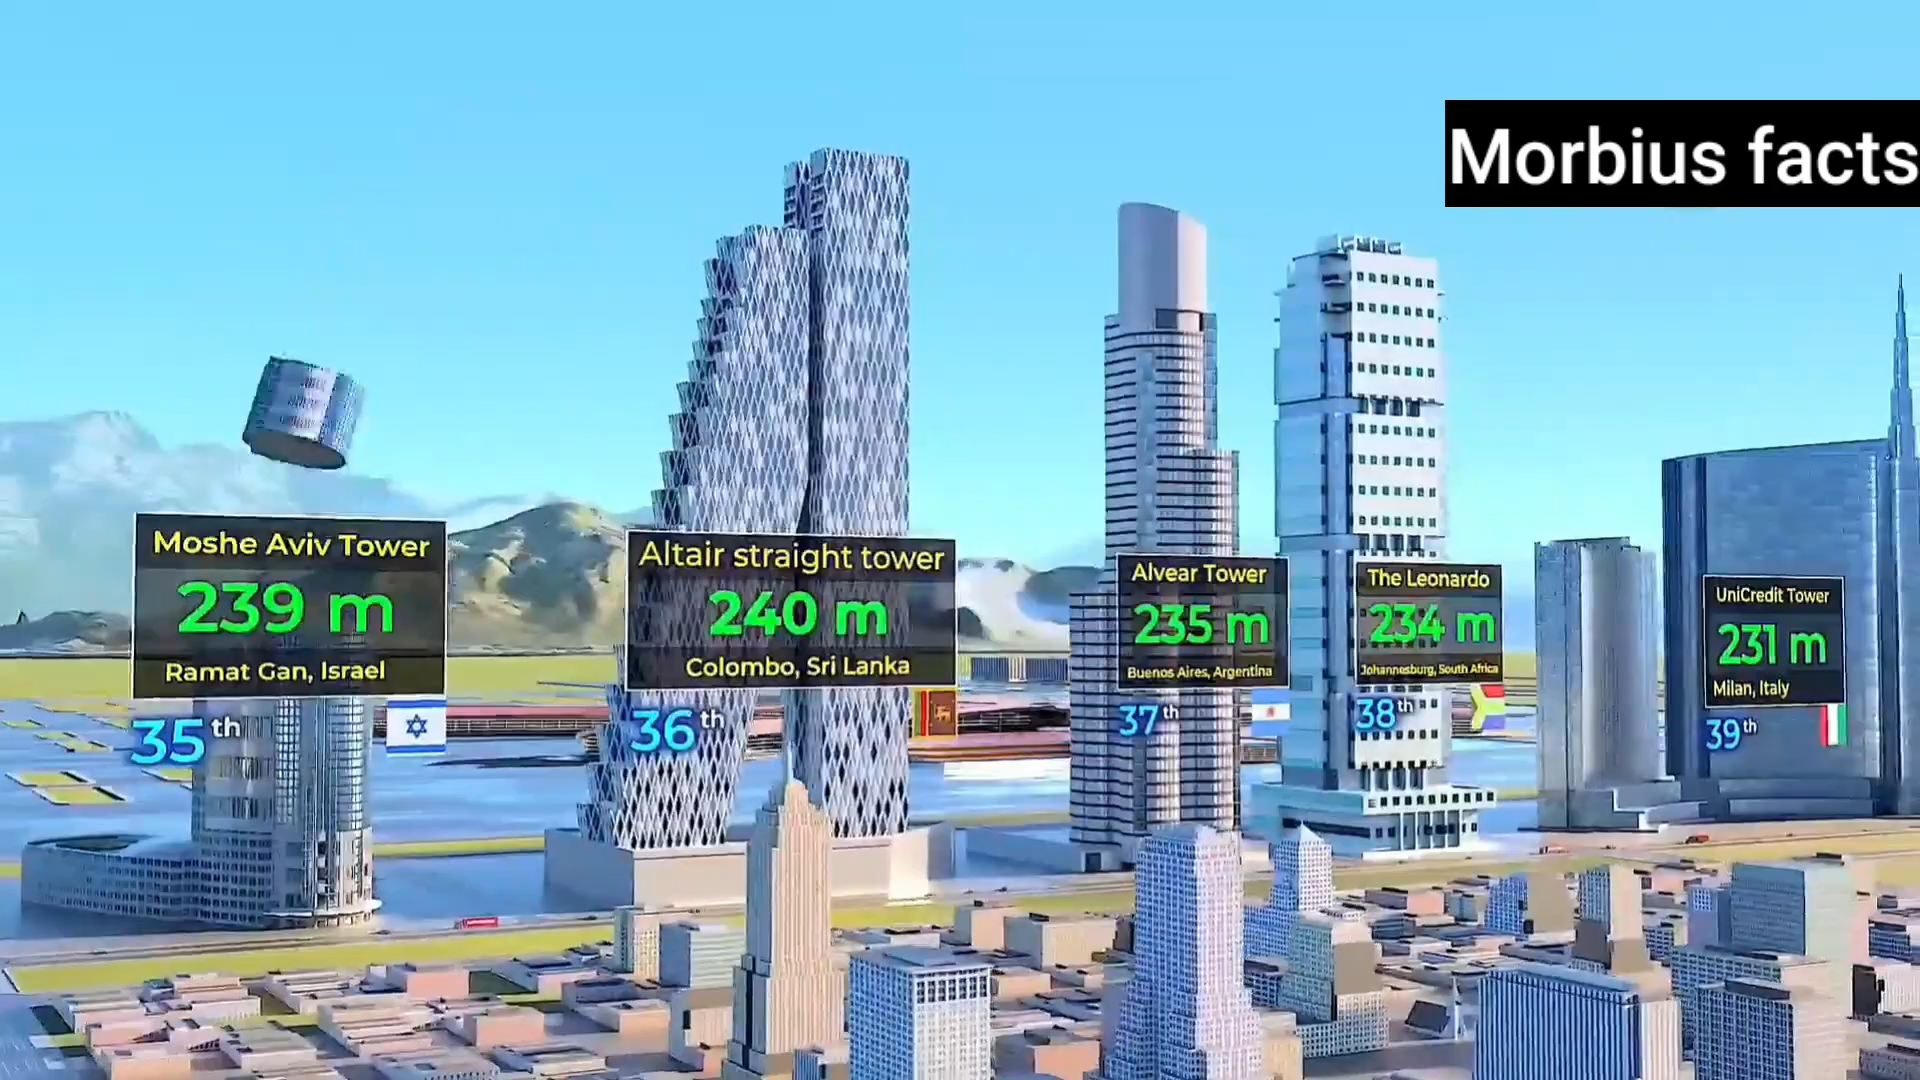 Morbius facts
Moshe Aviv Tower
239 m
Ramat Gan, Israel
35th
Altair straight tower
240 m
Colombo, Sri Lanka
36th
Alvear Tower
235 m
Buenos Aires, Argentina
37th
The Leonardo
234 m
Johannesburg, South Africa
38th
UniCredit Tower
231 m
Milan, Italy
39th